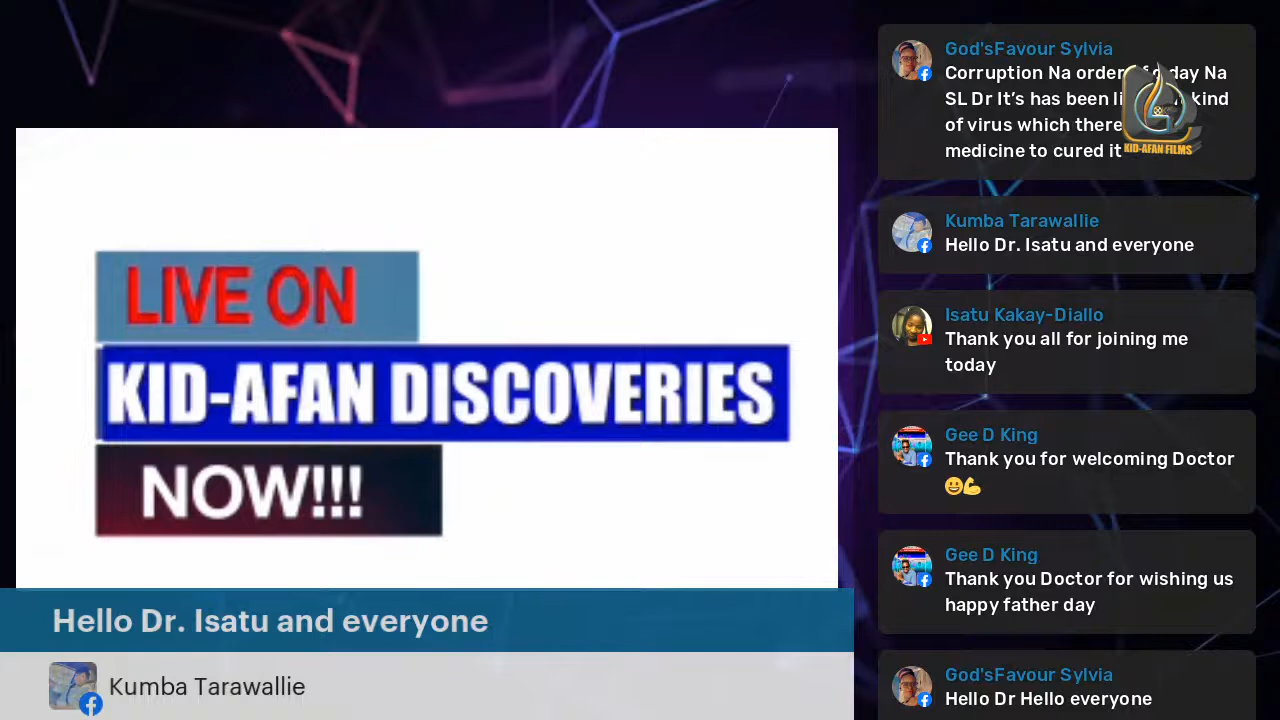 LIVE ON
KID-AFAN DISCOVERIES
NOW!!!
Hello Dr. Isatu and everyone
Kumba Tarawallie
God'sFavour Sylvia
Corruption Na order day Na
SL Dr It’s has been kind
of virus which there
medicine to cured it
KID-AFAN FILMS
Kumba Tarawallie
Hello Dr. Isatu and everyone
Isatu Kakay-Diallo
Thank you all for joining me
today
Gee D King
Thank you for welcoming Doctor
😀💪
Gee D King
Thank you Doctor for wishing us
happy father day
God'sFavour Sylvia
Hello Dr Hello everyone